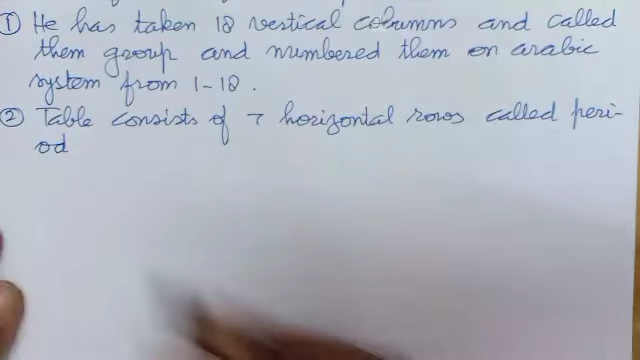 ① He has taken 18 vertical columns and called
them group and numbered them on arabic
system from 1-18.
② Table consists of 7 horizontal rows called peri-
od